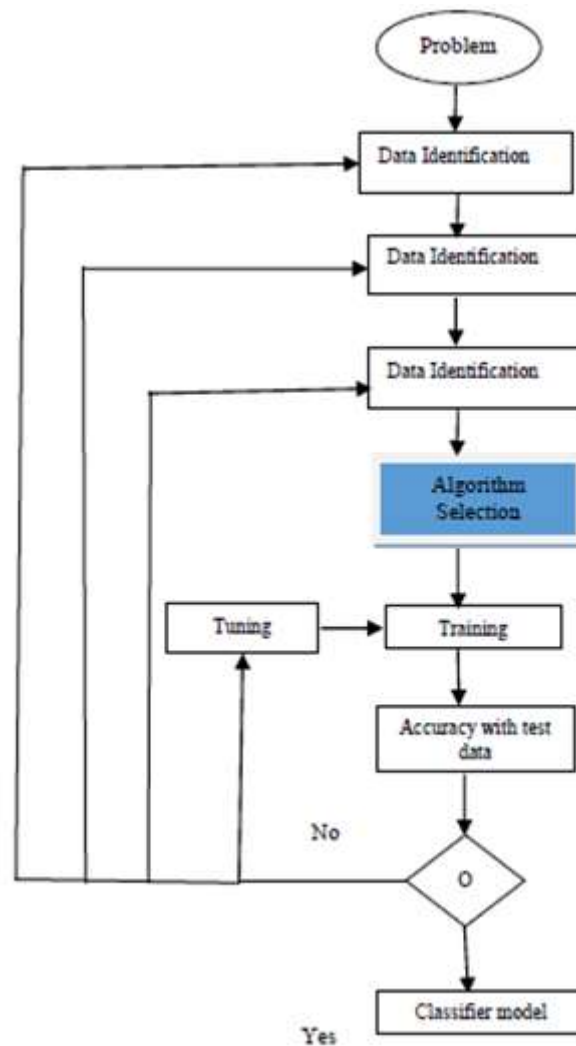 Problem
Data Identification
Data Identification
Data Identification
Algorithm
Selection
Tuning
Training
Accuracy with test
data
No
O
Classifier model
Yes